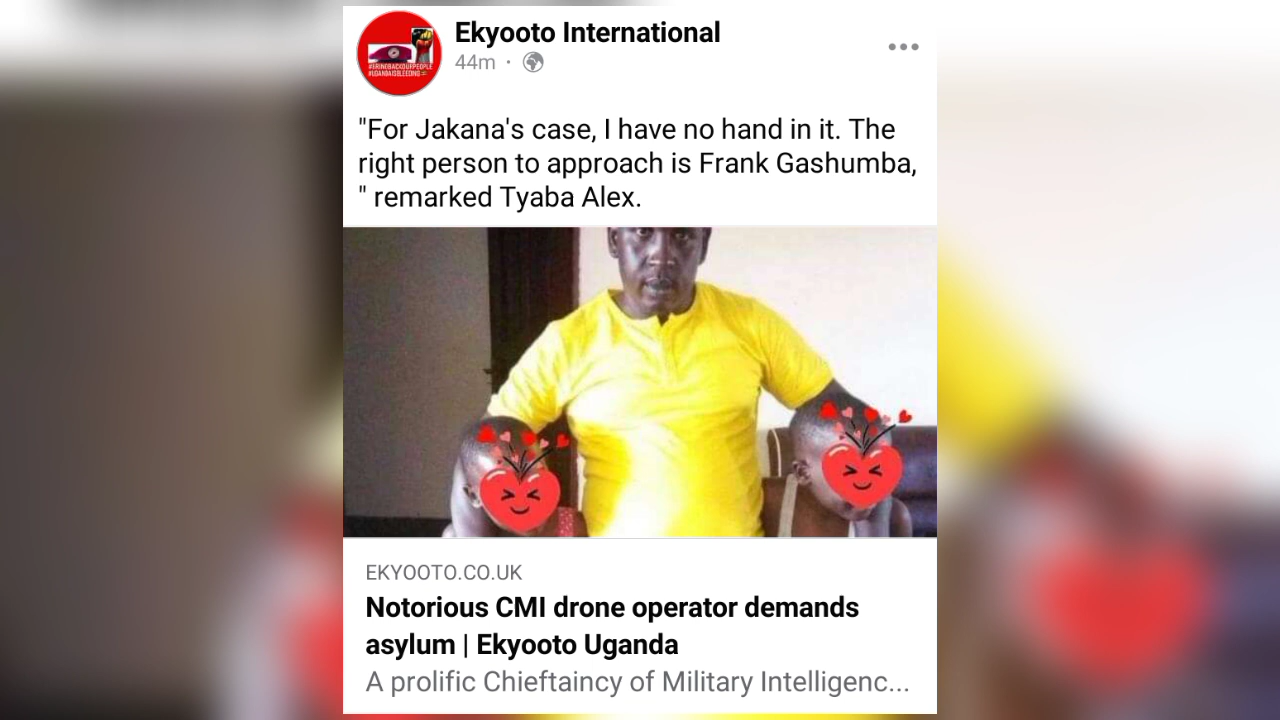 Ekyooto International
44m ·
"For Jakana's case, I have no hand in it. The
right person to approach is Frank Gashumba,
" remarked Tyaba Alex.
#BRINGBACKOURPEOPLE
#UGANDAISBLEEDING
EKYOOTO.CO.UK
Notorious CMI drone operator demands
asylum | Ekyooto Uganda
A prolific Chieftaincy of Military Intelligenc...